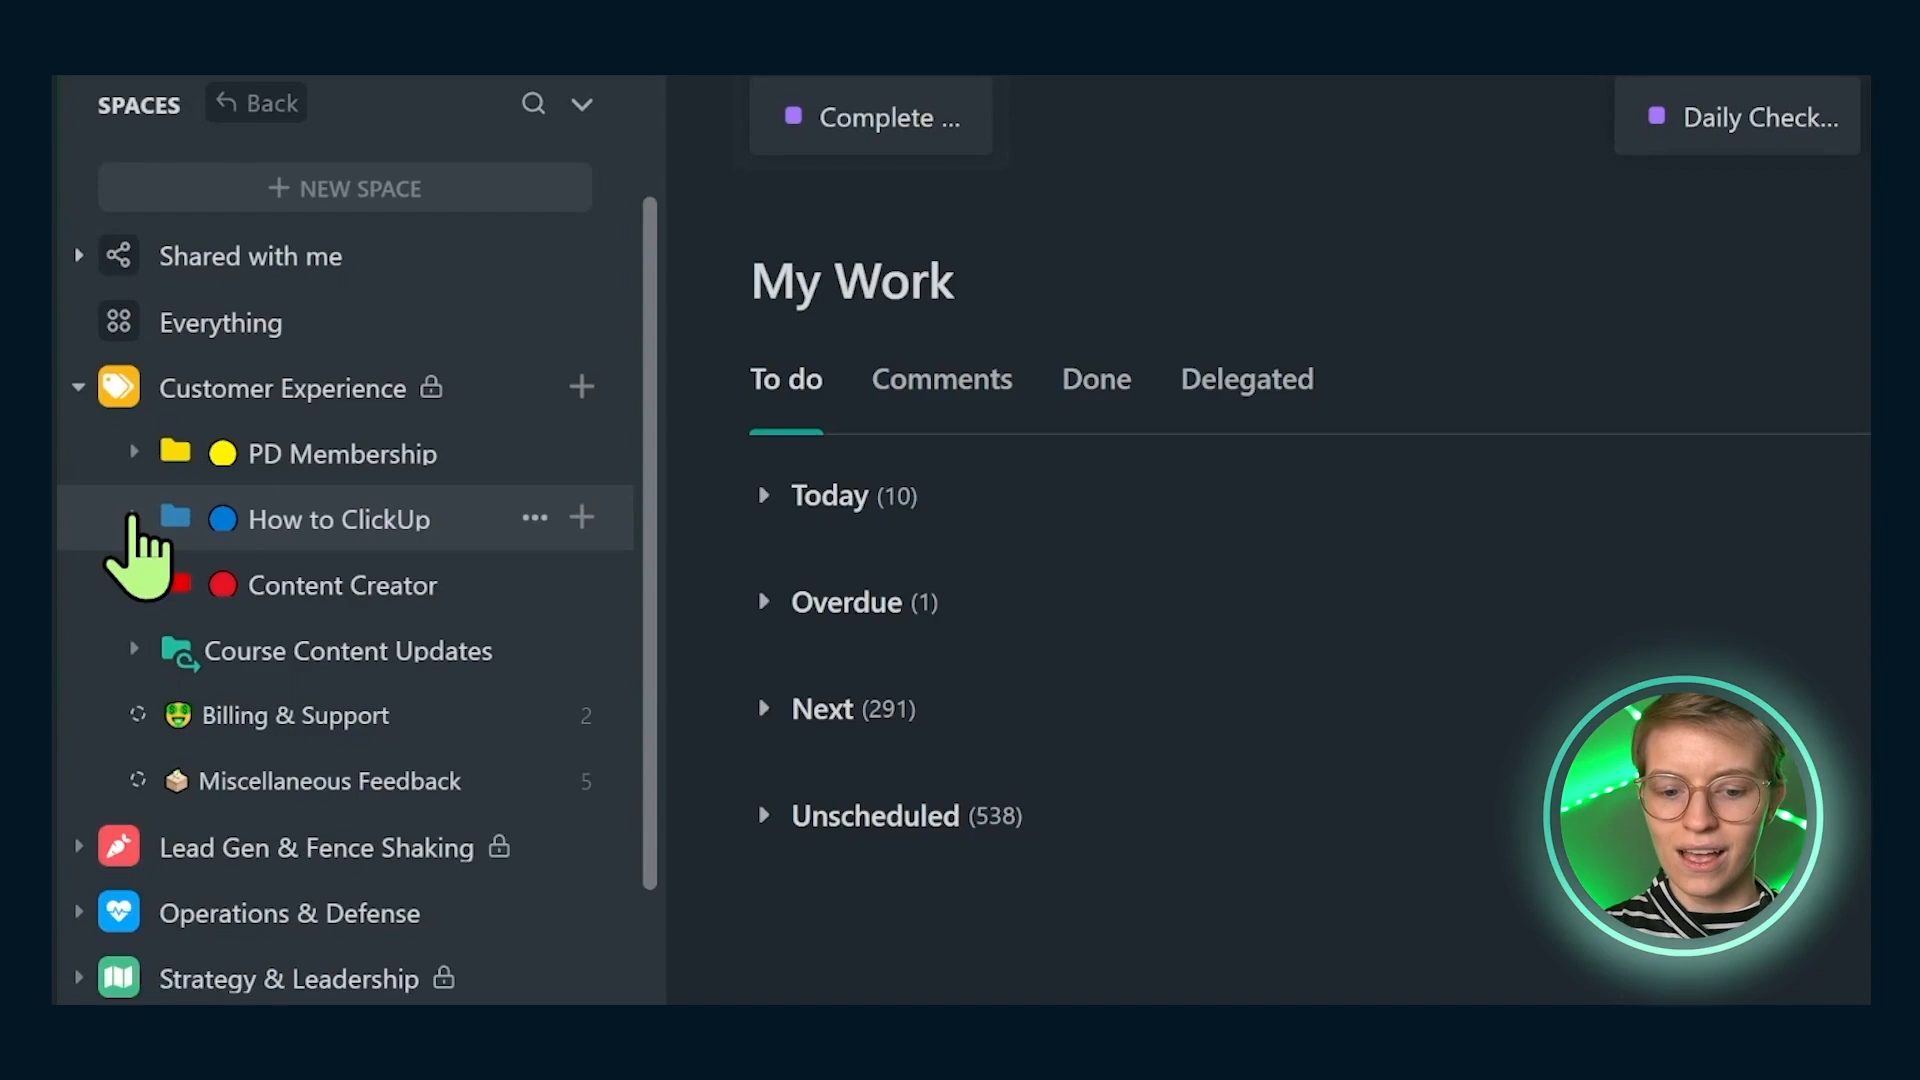 SPACES
Back
+ NEW SPACE
Shared with me
Everything
Customer Experience
PD Membership
How to ClickUp
Content Creator
Course Content Updates
Billing & Support 2
Miscellaneous Feedback 5
Lead Gen & Fence Shaking
Operations & Defense
Strategy & Leadership
Complete ...
Daily Check...
My Work
To do Comments Done Delegated
Today (10)
Overdue (1)
Next (291)
Unscheduled (538)